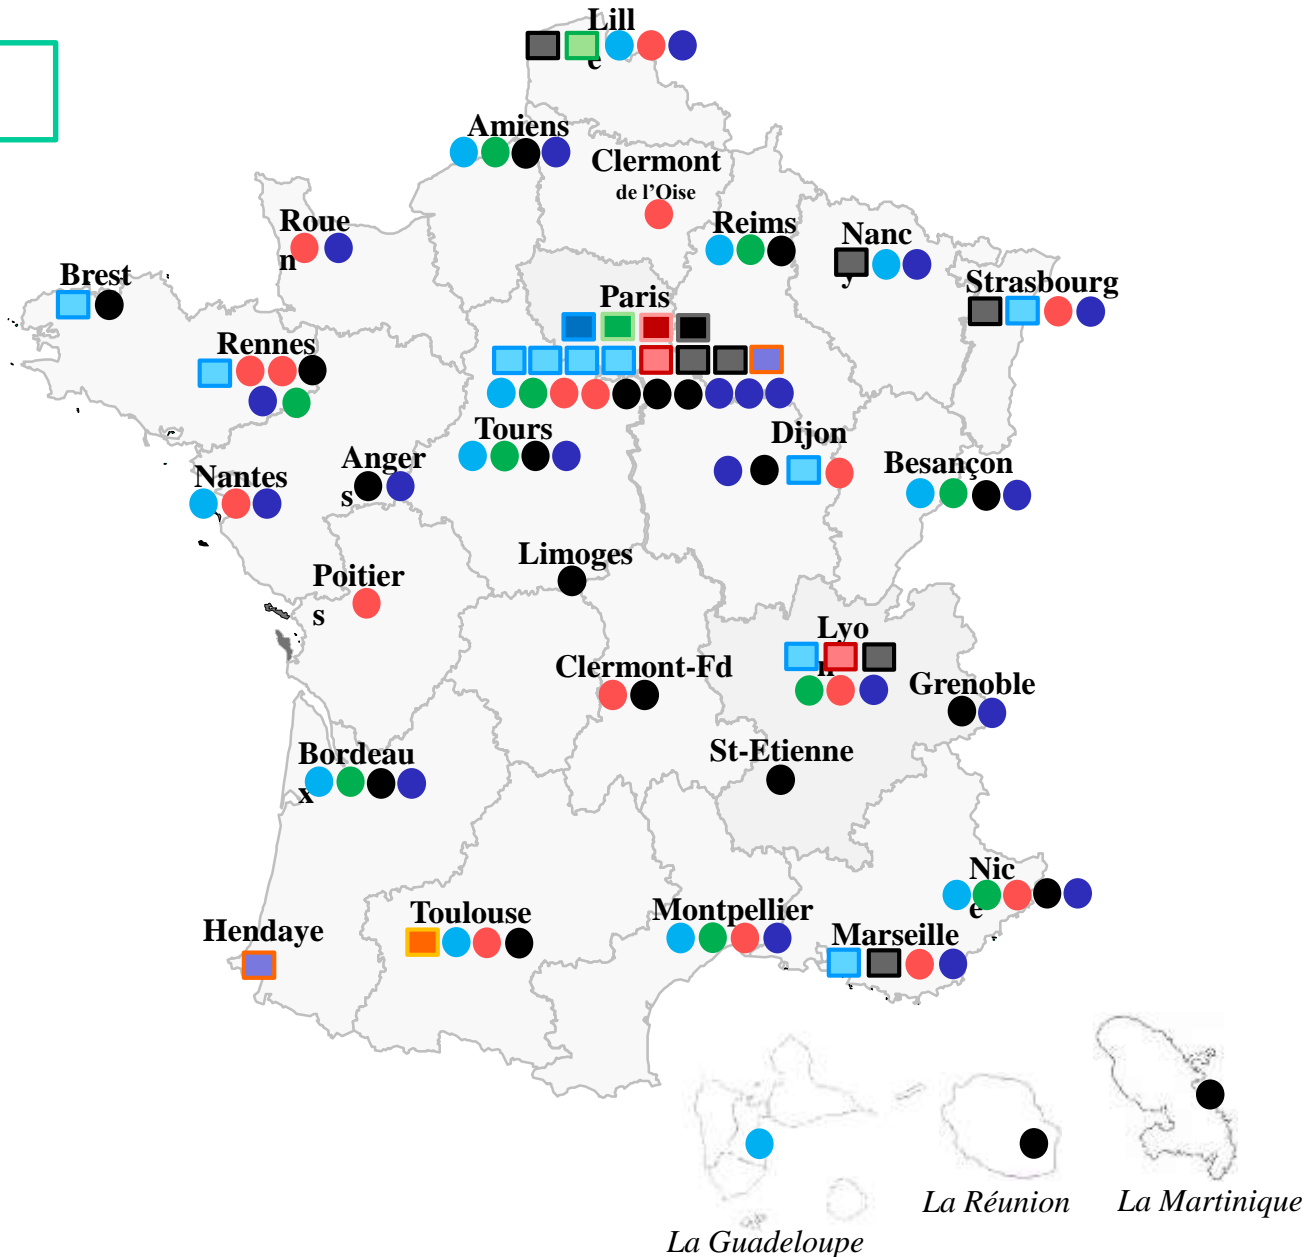 Lill
e
Amiens
Clermont
de l'Oise
Roue
n
Reims
Nanc
y
Brest
Strasbourg
Paris
Rennes
Tours
Dijon
Anger
s
Besançon
Nantes
Limoges
Poitier
s
Lyo
n
Clermont-Fd
Grenoble
St-Etienne
Bordeau
x
Nic
e
Toulouse
Montpellier
Hendaye
Marseille
La Réunion
La Martinique
La Guadeloupe